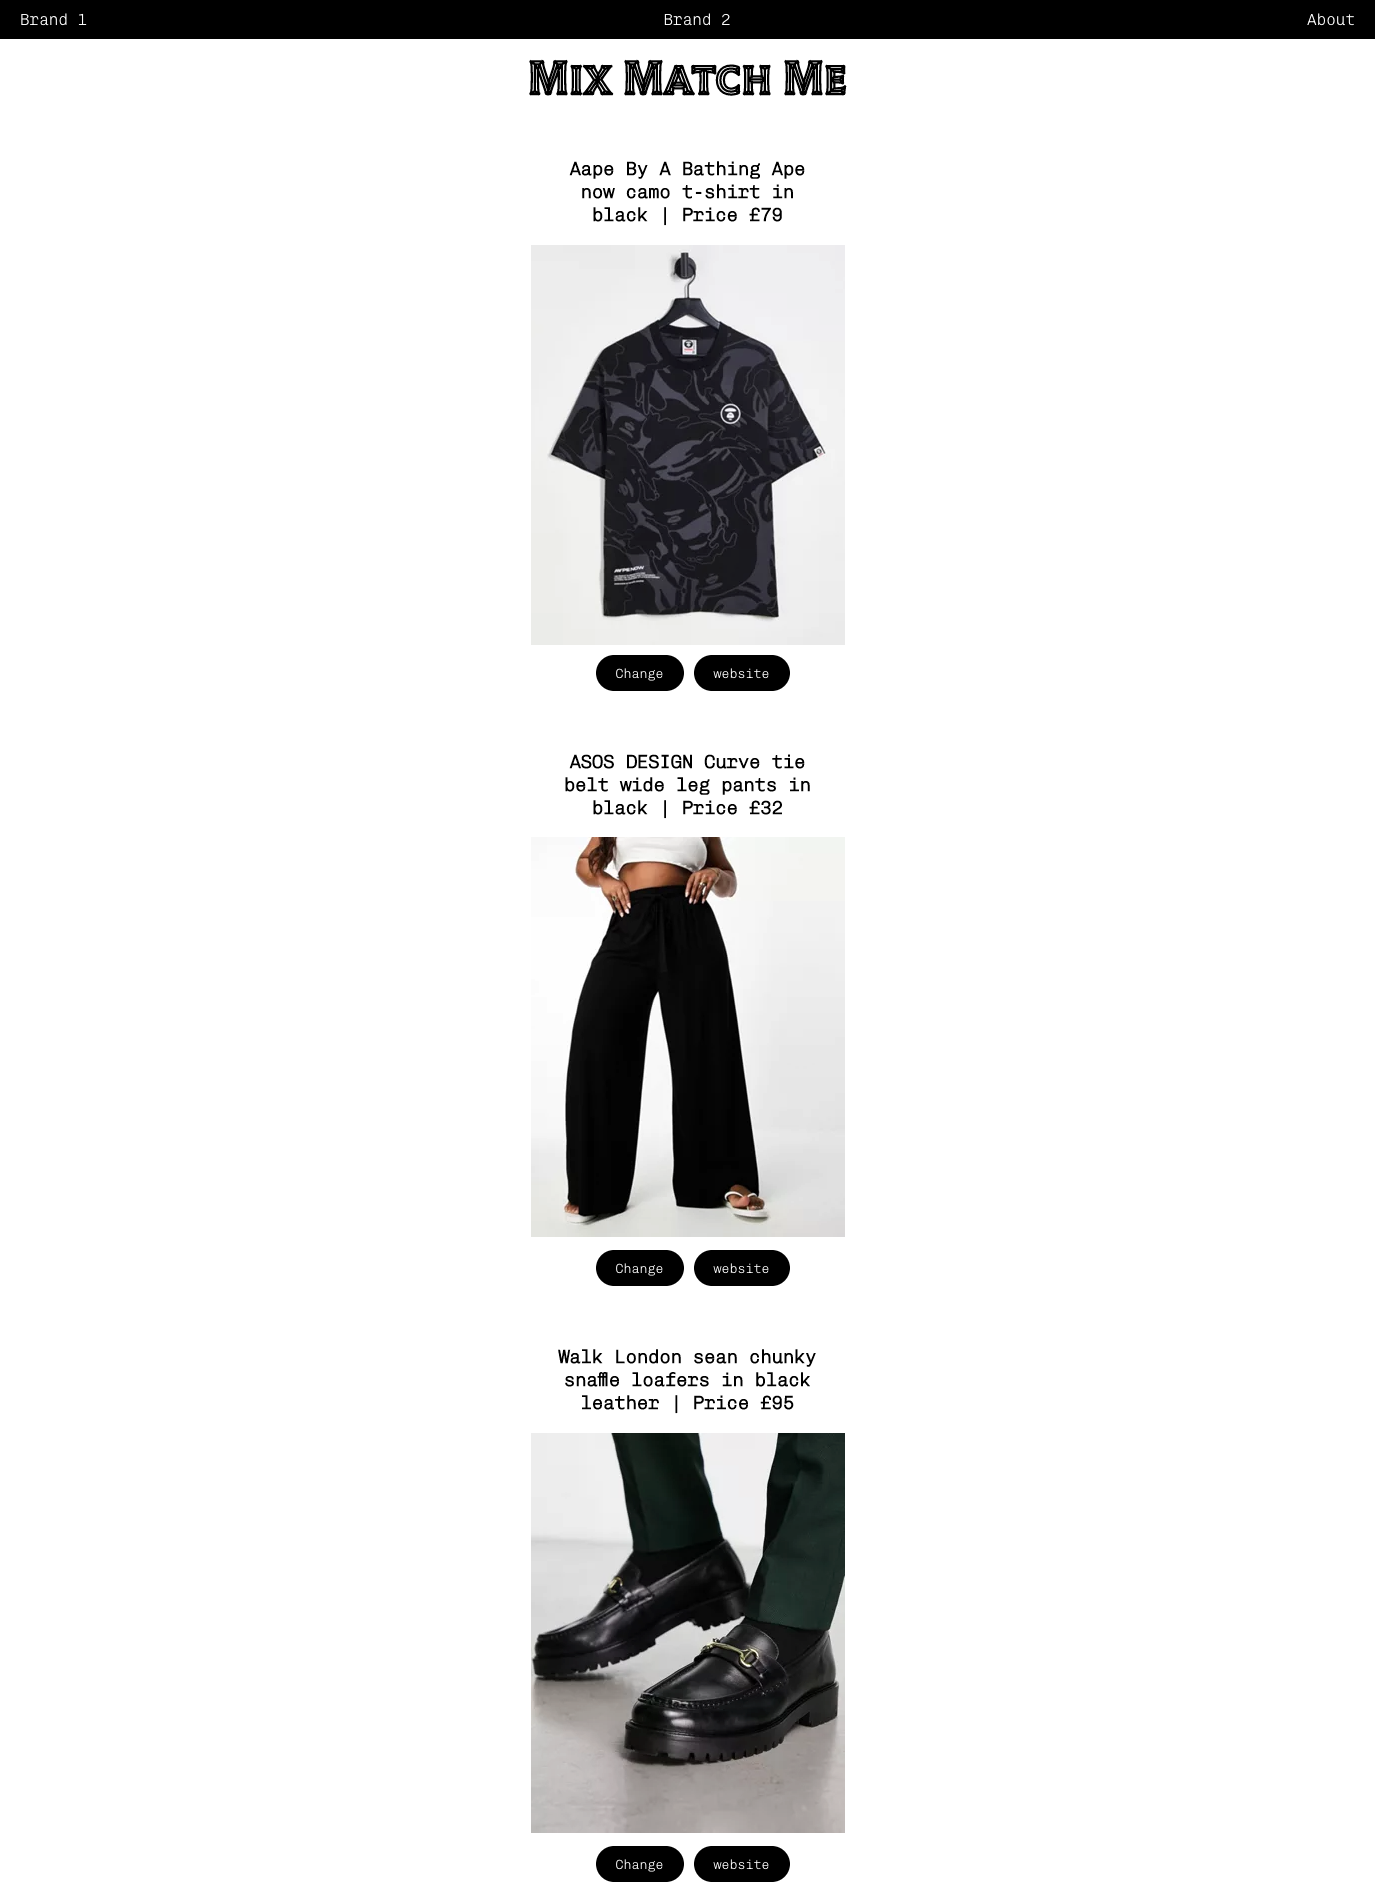 Brand 1 Brand 2 About
Mix Match Me
Aape By A Bathing Ape
now camo t-shirt in
black | Price £79
Change website
ASOS DESIGN Curve tie
belt wide leg pants in
black | Price £32
Change website
Walk London sean chunky
snaffle loafers in black
leather | Price £95
Change website